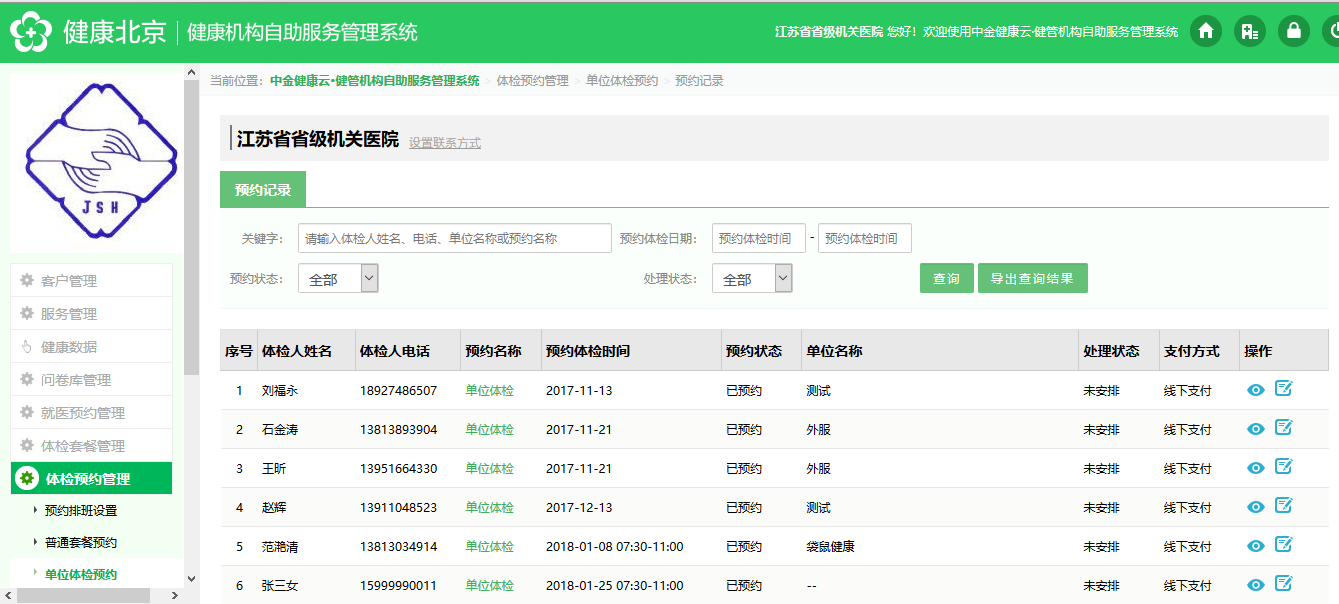 健康北京 健康机构自助服务管理系统
江苏省省级机关医院 您好！欢迎使用中金健康云-健管机构自助服务管理系统
JSH
客户管理
服务管理
健康数据
问卷库管理
就医预约管理
体检套餐管理
体检预约管理
预约排班设置
普通套餐预约
单位体检预约
当前位置：中金健康云•健管机构自助服务管理系统 > 体检预约管理 > 单位体检预约 > 预约记录
江苏省省级机关医院 设置联系方式
预约记录
关键字： 请输入体检人姓名、电话、单位名称或预约名称 预约体检日期： 预约体检时间 - 预约体检时间
预约状态： 全部 处理状态： 全部 查询 导出查询结果
序号 体检人姓名 体检人电话 预约名称 预约体检时间 预约状态 单位名称 处理状态 支付方式 操作
1 刘福永 18927486507 单位体检 2017-11-13 已预约 测试 未安排 线下支付
2 石金涛 13813893904 单位体检 2017-11-21 已预约 外服 未安排 线下支付
3 王昕 13951664330 单位体检 2017-11-21 已预约 外服 未安排 线下支付
4 赵辉 13911048523 单位体检 2017-12-13 已预约 测试 未安排 线下支付
5 范滟清 13813034914 单位体检 2018-01-08 07:30-11:00 已预约 袋鼠健康 未安排 线下支付
6 张三女 15999990011 单位体检 2018-01-25 07:30-11:00 已预约 -- 未安排 线下支付